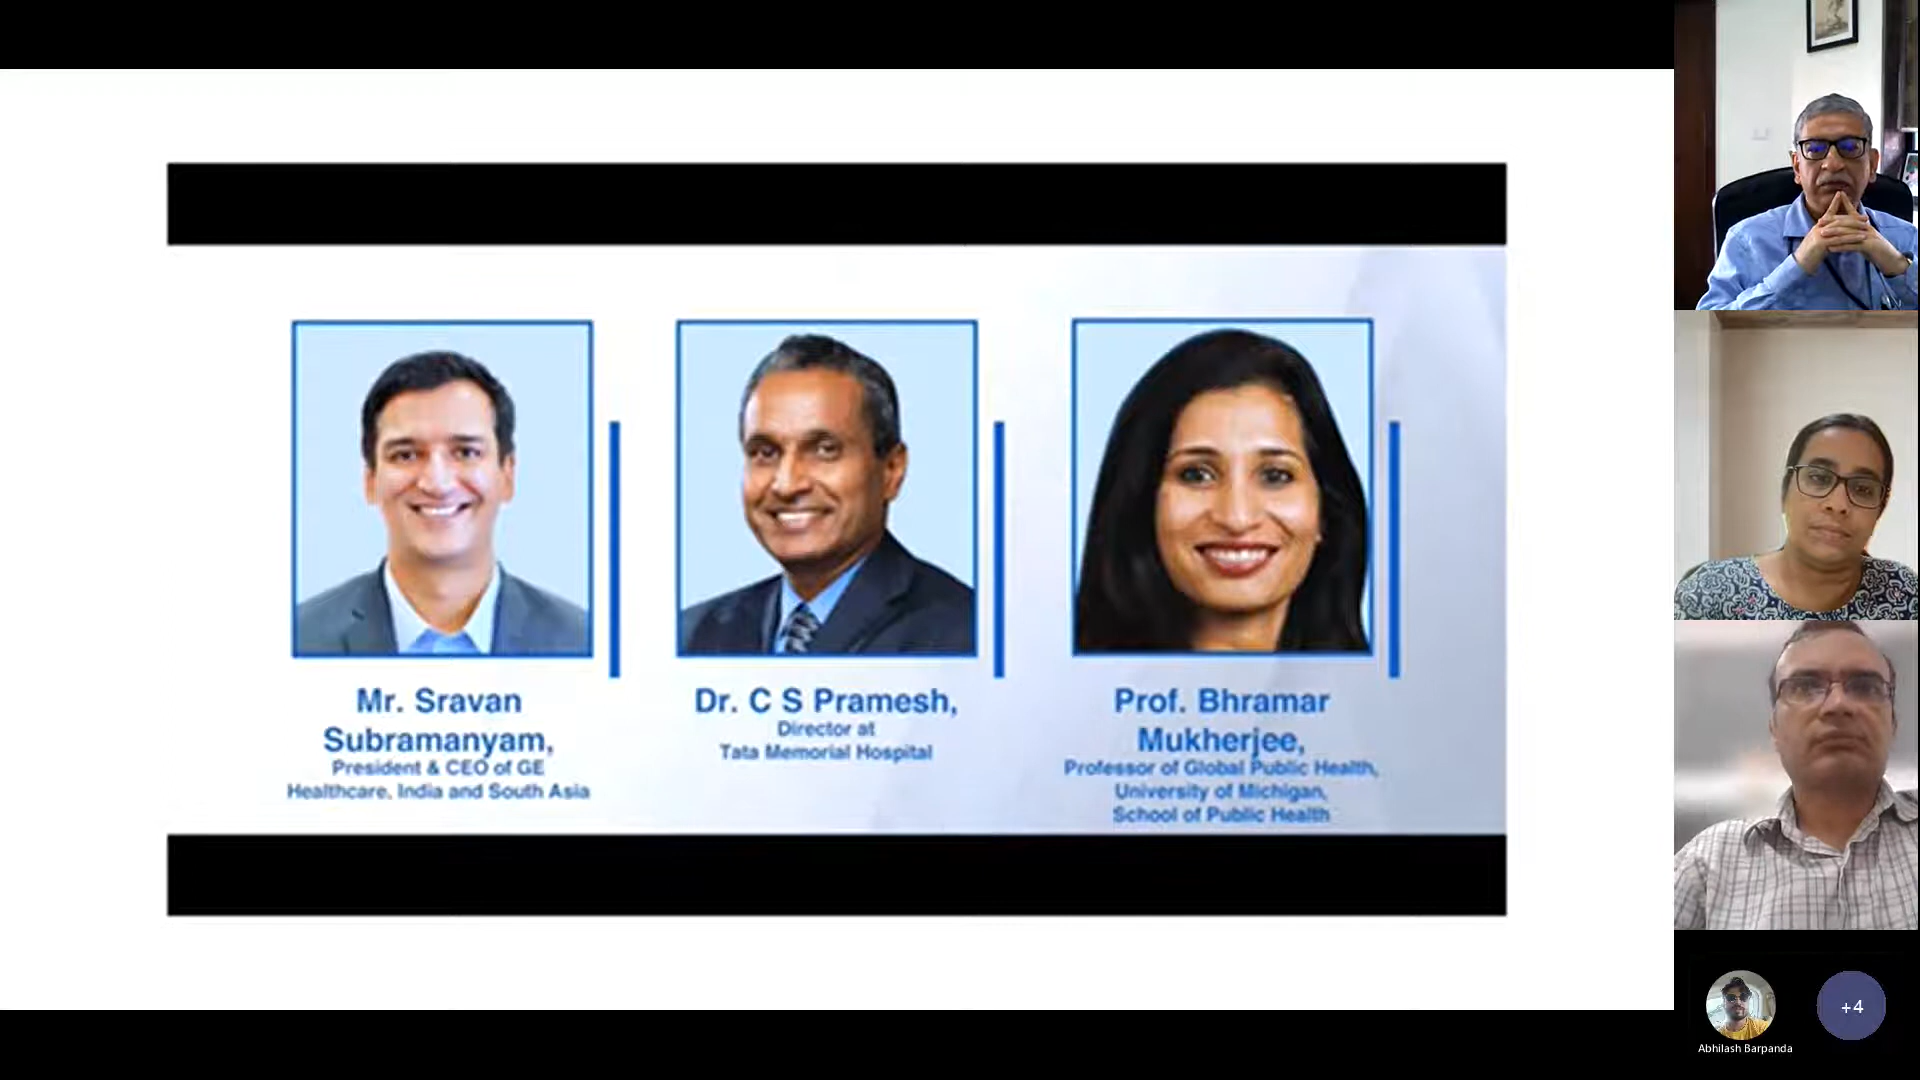 Mr. Sravan
Subramanyam,
President & CEO of GE
Healthcare, India and South Asia
Dr. C S Pramesh,
Director at
Tata Memorial Hospital
Prof. Bhramar
Mukherjee,
Professor of Global Public Health,
University of Michigan,
School of Public Health
+4
Abhilash Barpanda